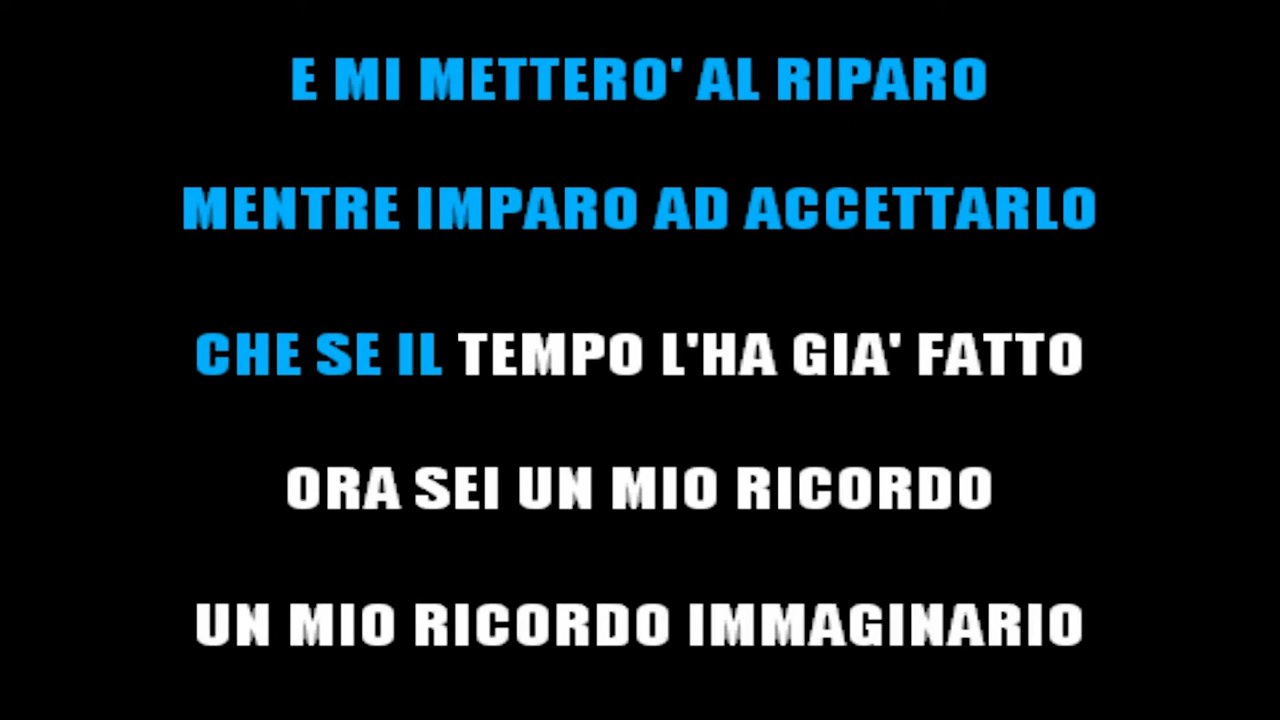 E MI METTERO' AL RIPARO
MENTRE IMPARO AD ACCETTARLO
CHE SE IL TEMPO L'HA GIA' FATTO
ORA SEI UN MIO RICORDO
UN MIO RICORDO IMMAGINARIO